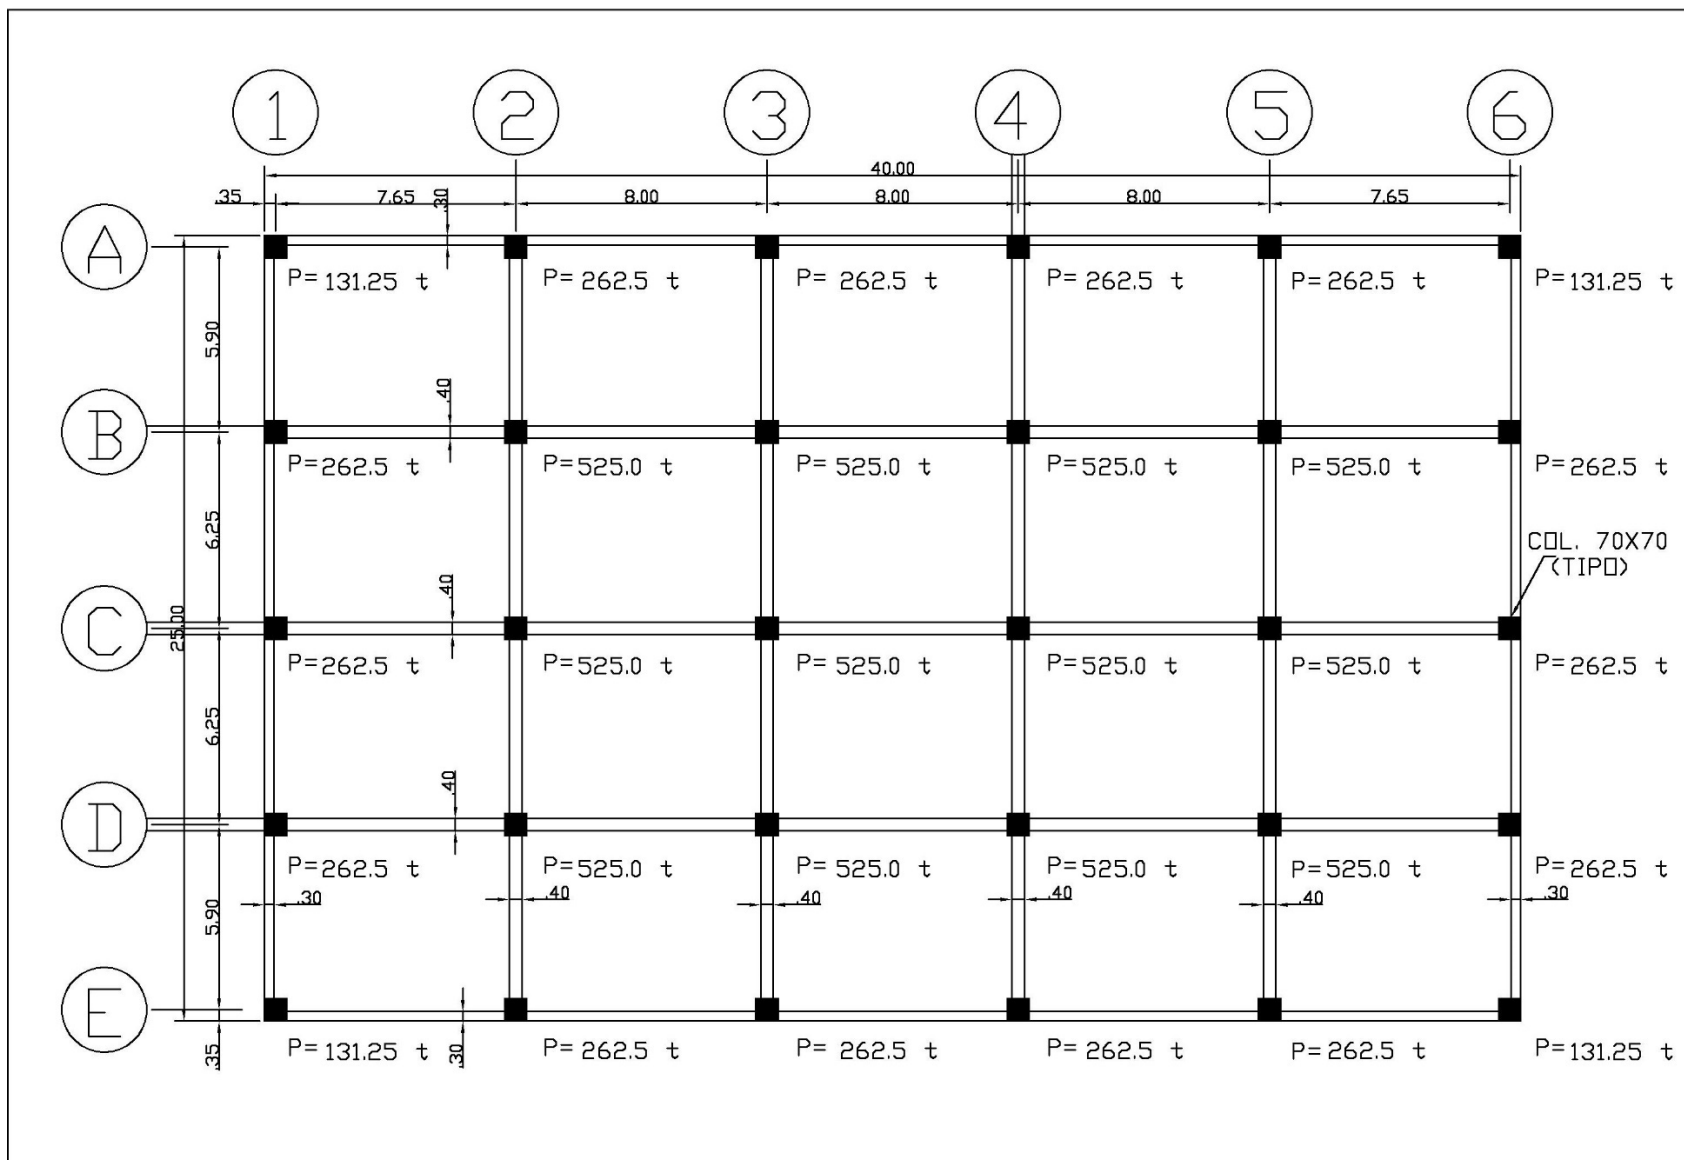 1 2 3 4 5 6
40.00
.35 7.65 .30 8.00 8.00 8.00 7.65
A
P= 131.25 t P= 262.5 t P= 262.5 t P= 262.5 t P= 262.5 t P= 131.25 t
5.90
.40
B
P= 262.5 t P= 525.0 t P= 525.0 t P= 525.0 t P= 525.0 t P= 262.5 t
6.25
COL. 70X70
(TIPO)
.40
C
25.00
P= 262.5 t P= 525.0 t P= 525.0 t P= 525.0 t P= 525.0 t P= 262.5 t
6.25
.40
D
P= 262.5 t P= 525.0 t P= 525.0 t P= 525.0 t P= 525.0 t P= 262.5 t
.30 .40 .40 .40 .40 .30
5.90
E
.35
P= 131.25 t .30 P= 262.5 t P= 262.5 t P= 262.5 t P= 262.5 t P= 131.25 t